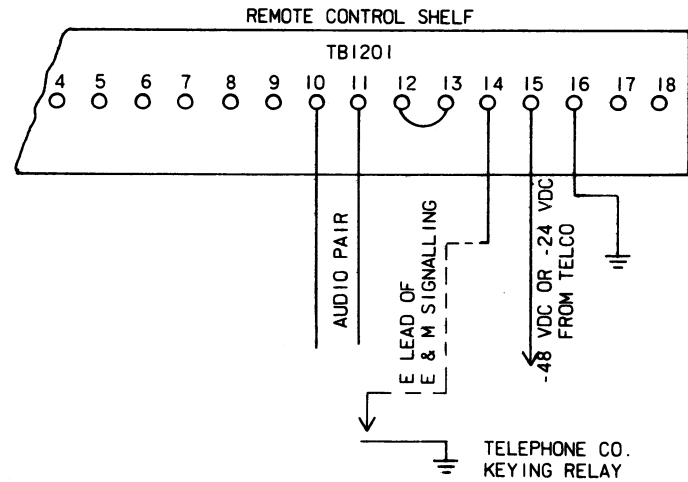 REMOTE CONTROL SHELF
TB1201
4 5 6 7 8 9 10 11 12 13 14 15 16 17 18
AUDIO PAIR
E LEAD OF
E & M SIGNALLING
-48 VDC OR -24 VDC
FROM TELCO
TELEPHONE CO.
KEYING RELAY